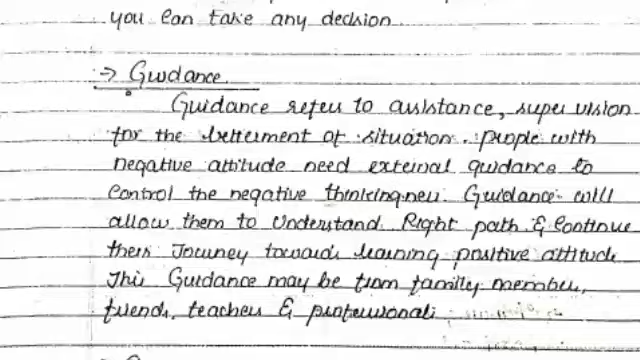 you can take any decision
→ Guidance
Guidance refers to assistance, supervision
for the betterment of situation. people with
negative attitude need external guidance to
Control the negative thinkingness. Guidance will
allow them to understand Right path & Continue
their Journey towards learning positive attitude
This Guidance may be from family member,
friends, teachers & professionals